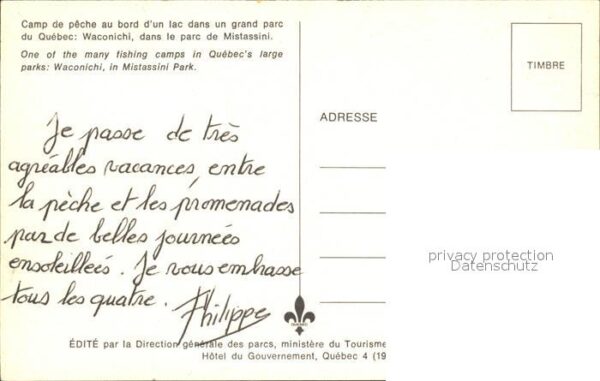 Camp de pêche au bord d'un lac dans un grand parc
du Québec: Waconichi, dans le parc de Mistassini.
One of the many fishing camps in Québec's large
parks: Waconichi, in Mistassini Park.
TIMBRE
ADRESSE
Je passe de très
agréables vacances, entre
la pèche et les promenades
par de belles journées
ensoleillées. Je vous embrasse
tous les quatre. Philippe
privacy protection
Datenschutz
ÉDITÉ par la Direction générale des parcs, ministère du Tourisme
Hôtel du Gouvernement, Québec 4 (19